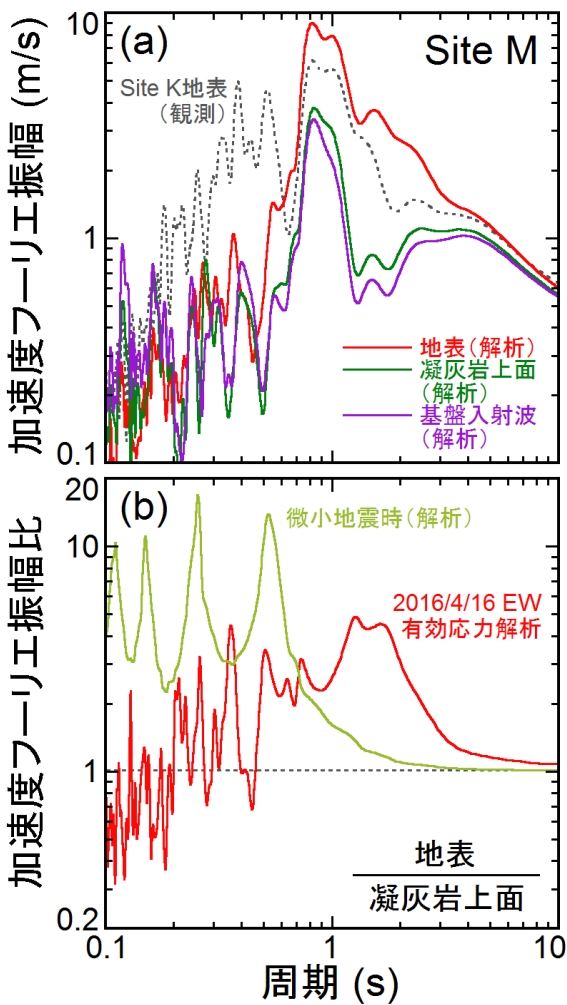 (a)
Site M
Site K地表
(観測)
加速度フーリエ振幅 (m/s)
10
1
0.1
地表(解析)
凝灰岩上面
(解析)
基盤入射波
(解析)
(b)
微小地震時(解析)
2016/4/16 EW
有効応力解析
加速度フーリエ振幅比
20
10
1
0.2
地表
凝灰岩上面
0.1
1
10
周期 (s)